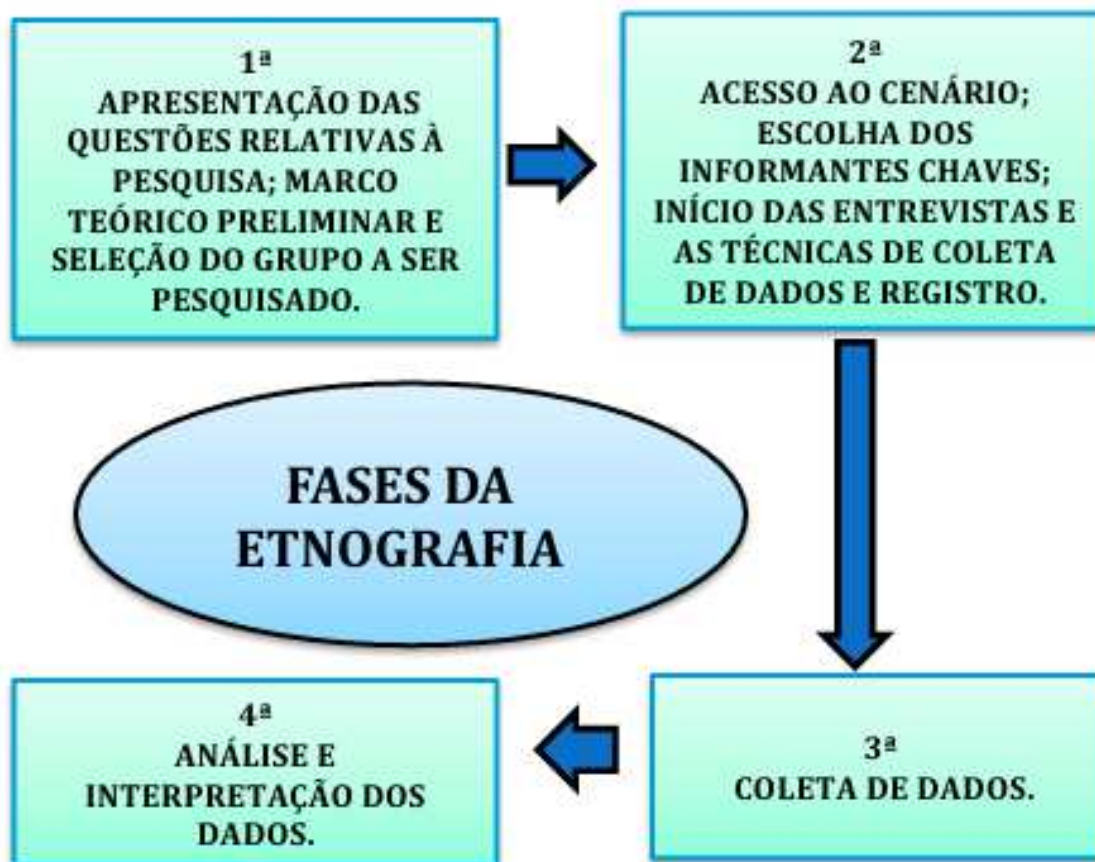 1ª
APRESENTAÇÃO DAS
QUESTÕES RELATIVAS À
PESQUISA; MARCO
TEÓRICO PRELIMINAR E
SELEÇÃO DO GRUPO A SER
PESQUISADO.
2ª
ACESSO AO CENÁRIO;
ESCOLHA DOS
INFORMANTES CHAVES;
INÍCIO DAS ENTREVISTAS E
AS TÉCNICAS DE COLETA
DE DADOS E REGISTRO.
FASES DA
ETNOGRAFIA
3ª
COLETA DE DADOS.
4ª
ANÁLISE E
INTERPRETAÇÃO DOS
DADOS.